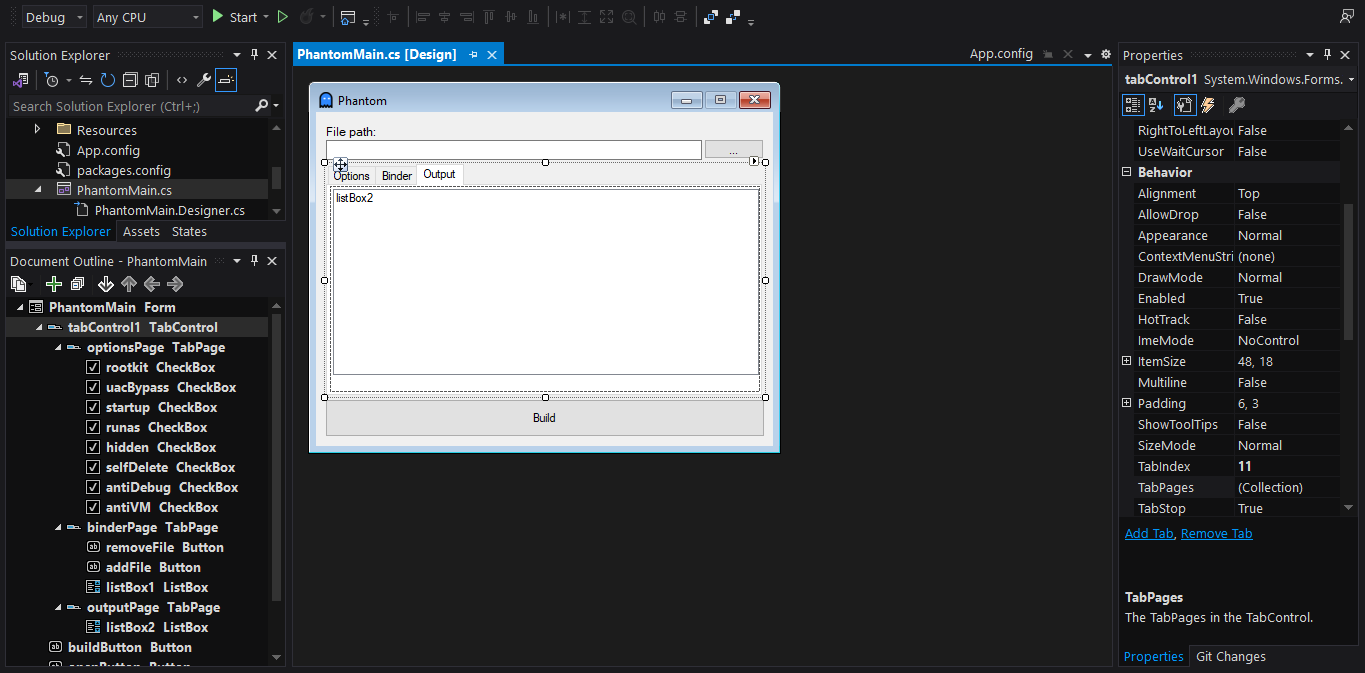 Debug
Any CPU
Start
Solution Explorer
Search Solution Explorer (Ctrl+;)
Resources
App.config
packages.config
PhantomMain.cs
PhantomMain.Designer.cs
Solution Explorer
Assets
States
Document Outline - PhantomMain
PhantomMain Form
tabControl1 TabControl
optionsPage TabPage
rootkit CheckBox
uacBypass CheckBox
startup CheckBox
runas CheckBox
hidden CheckBox
selfDelete CheckBox
antiDebug CheckBox
antiVM CheckBox
binderPage TabPage
removeFile Button
addFile Button
listBox1 ListBox
outputPage TabPage
listBox2 ListBox
buildButton Button
PhantomMain.cs [Design]
App.config
Phantom
File path:
...
Options
Binder
Output
listBox2
Build
Properties
tabControl1 System.Windows.Forms.
RightToLeftLayou False
UseWaitCursor False
Behavior
Alignment Top
AllowDrop False
Appearance Normal
ContextMenuStri (none)
DrawMode Normal
Enabled True
HotTrack False
ImeMode NoControl
ItemSize 48, 18
Multiline False
Padding 6, 3
ShowToolTips False
SizeMode Normal
TabIndex 11
TabPages (Collection)
TabStop True
Add Tab, Remove Tab
TabPages
The TabPages in the TabControl.
Properties
Git Changes